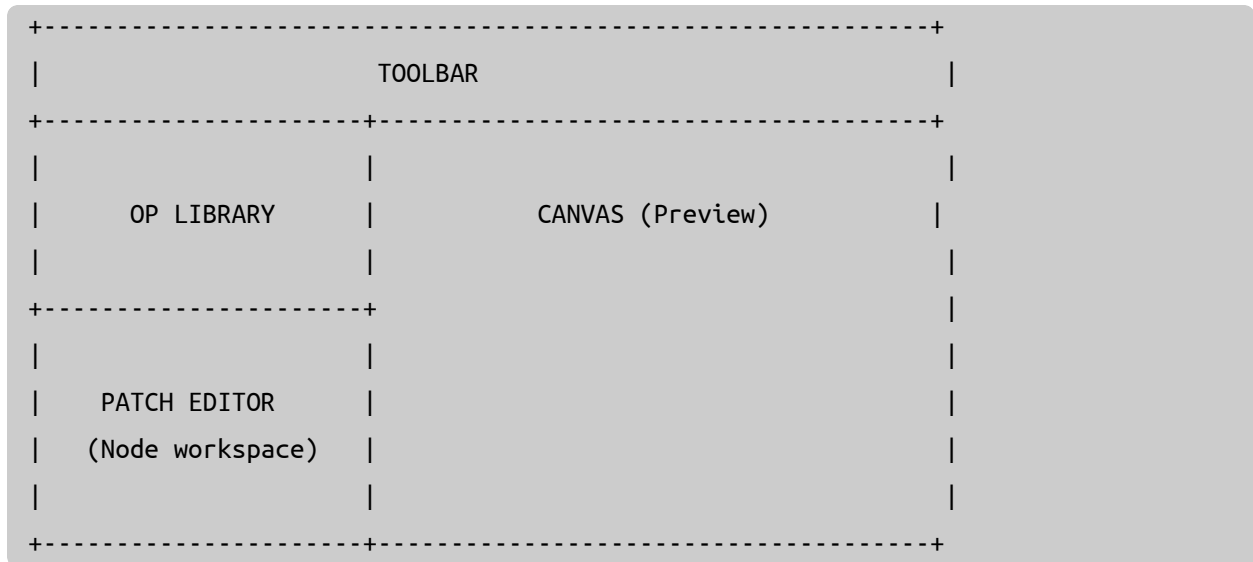 +-------------------------------------------------------------+
|                       TOOLBAR                                |
+----------------------+--------------------------------------+
|                      |                                       |
|      OP LIBRARY      |           CANVAS (Preview)           |
|                      |                                       |
+----------------------+                                       |
|                      |                                       |
|    PATCH EDITOR      |                                       |
|   (Node workspace)   |                                       |
|                      |                                       |
+----------------------+--------------------------------------+